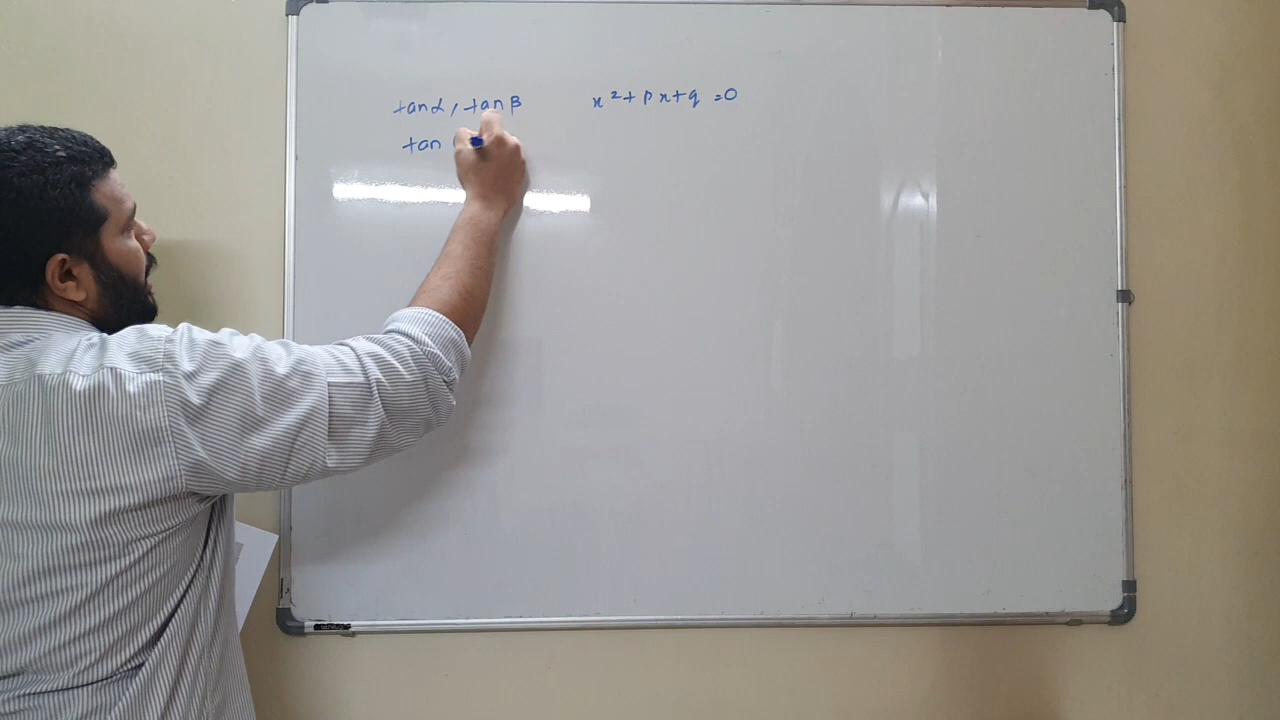 tanα, tanβ x²+px+q =0
tan (